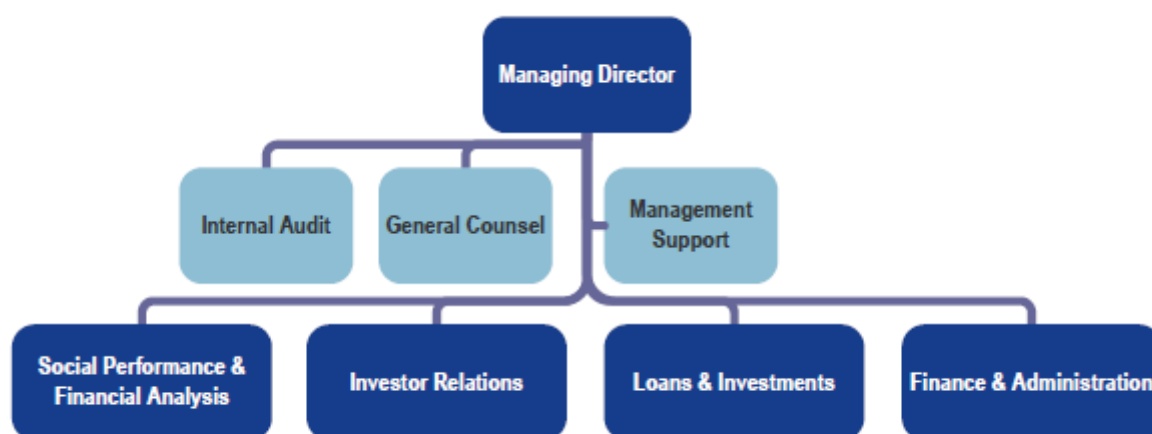 Managing Director
Internal Audit
General Counsel
Management
Support
Social Performance &
Financial Analysis
Investor Relations
Loans & Investments
Finance & Administration